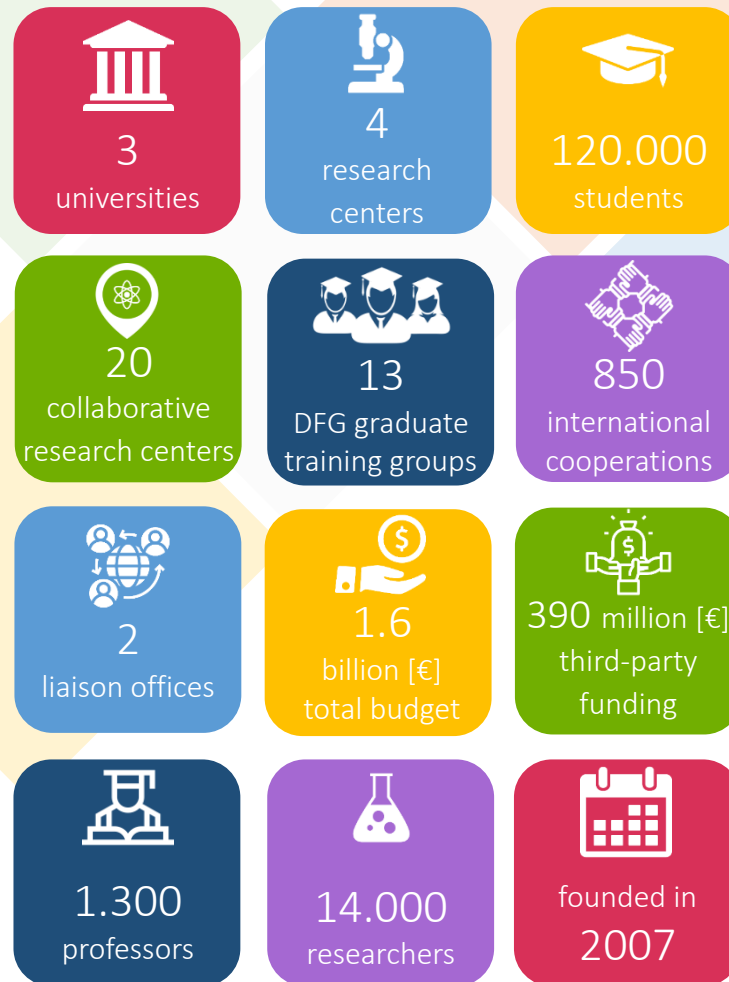 3
universities
4
research
centers
120.000
students
20
collaborative
research centers
13
DFG graduate
training groups
850
international
cooperations
2
liaison offices
1.6
billion [€]
total budget
390 million [€]
third-party
funding
1.300
professors
14.000
researchers
founded in
2007